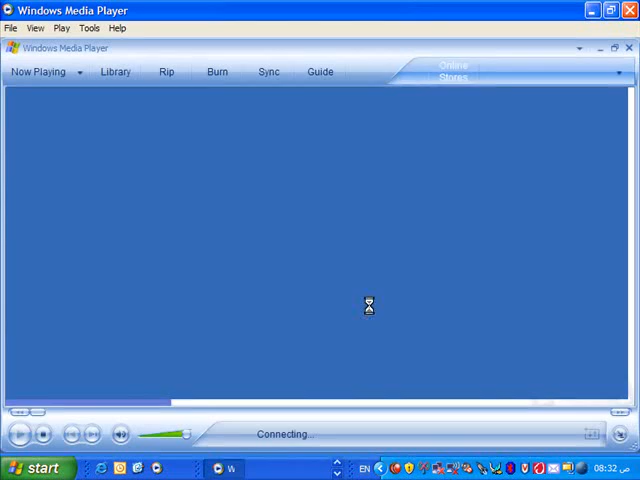 Windows Media Player
File View Play Tools Help
Windows Media Player
Now Playing Library Rip Burn Sync Guide
Online
Stores
Connecting...
start W EN 08:32 ص